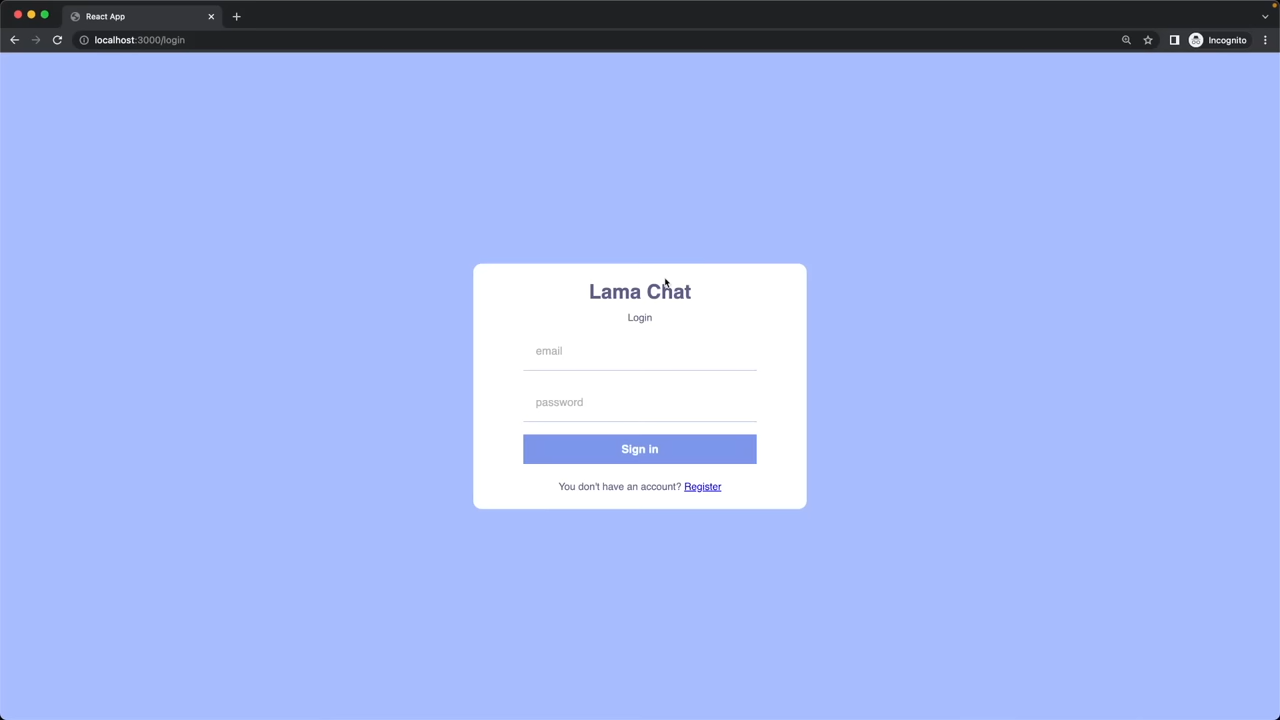 React App
localhost:3000/login
Incognito
Lama Chat
Login
email
password
Sign in
You don't have an account? Register